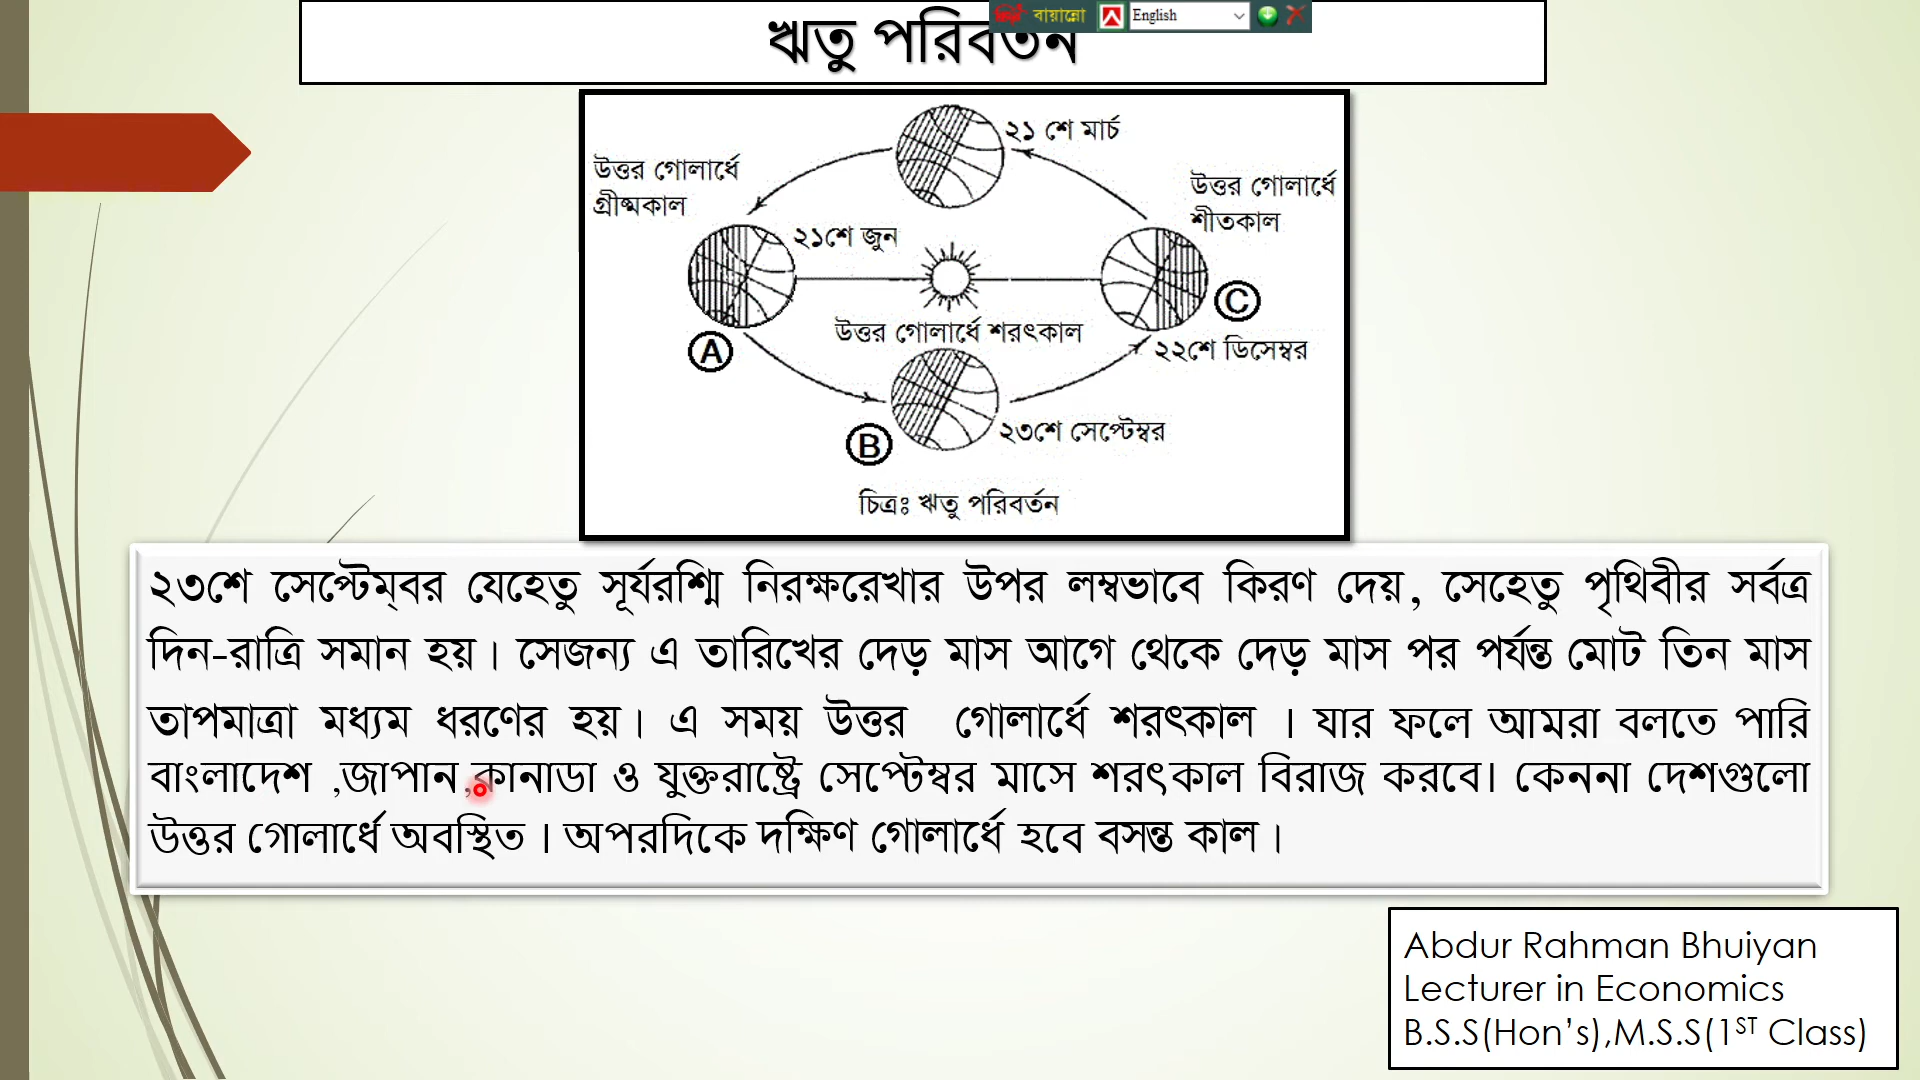 ঋতু পরিবর্তন
বায়ান্নো
English
২১ শে মার্চ
উত্তর গোলার্ধে
গ্রীষ্মকাল
উত্তর গোলার্ধে
শীতকাল
২১শে জুন
C
উত্তর গোলার্ধে শরৎকাল
A
২২শে ডিসেম্বর
B
২৩শে সেপ্টেম্বর
চিত্রঃ ঋতু পরিবর্তন
২৩শে সেপ্টেম্‌বর যেহেতু সূর্যরশ্মি নিরক্ষরেখার উপর লম্বভাবে কিরণ দেয়, সেহেতু পৃথিবীর সর্বত্র
দিন-রাত্রি সমান হয়। সেজন্য এ তারিখের দেড় মাস আগে থেকে দেড় মাস পর পর্যন্ত মোট তিন মাস
তাপমাত্রা মধ্যম ধরণের হয়। এ সময় উত্তর গোলার্ধে শরৎকাল । যার ফলে আমরা বলতে পারি
বাংলাদেশ ,জাপান ,কানাডা ও যুক্তরাষ্ট্রে সেপ্টেম্বর মাসে শরৎকাল বিরাজ করবে। কেননা দেশগুলো
উত্তর গোলার্ধে অবস্থিত । অপরদিকে দক্ষিণ গোলার্ধে হবে বসন্ত কাল।
Abdur Rahman Bhuiyan
Lecturer in Economics
B.S.S(Hon's),M.S.S(1ST Class)